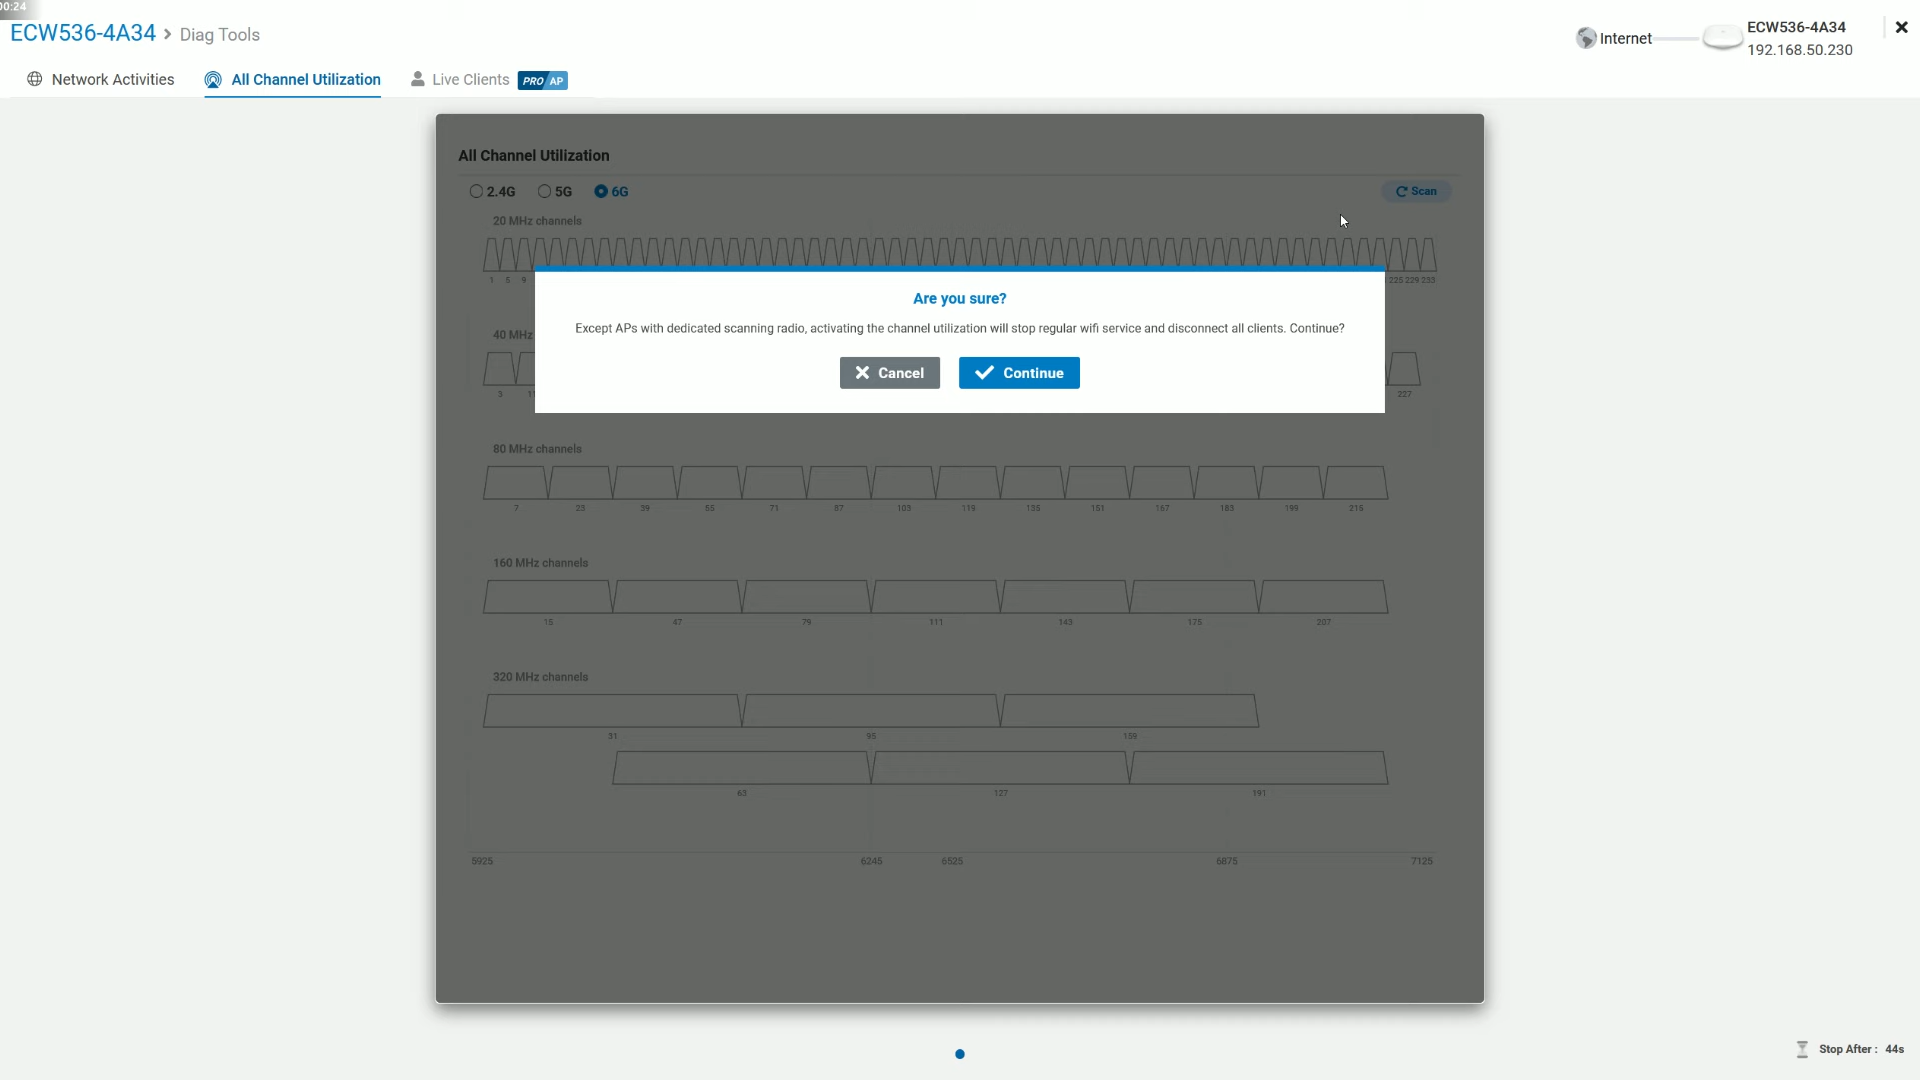 00:24
ECW536-4A34 > Diag Tools
Internet
ECW536-4A34
192.168.50.230
Network Activities
All Channel Utilization
Live Clients PRO AP
All Channel Utilization
2.4G 5G 6G
Scan
20 MHz channels
1 5 9
225 229 233
Are you sure?
Except APs with dedicated scanning radio, activating the channel utilization will stop regular wifi service and disconnect all clients. Continue?
Cancel
Continue
40 MHz
3
227
80 MHz channels
7 23 39 55 71 87 103 119 135 151 167 183 199 215
160 MHz channels
15 47 79 111 143 175 207
320 MHz channels
31 95 159
63 127 191
5925 6245 6525 6875 7125
Stop After : 44s